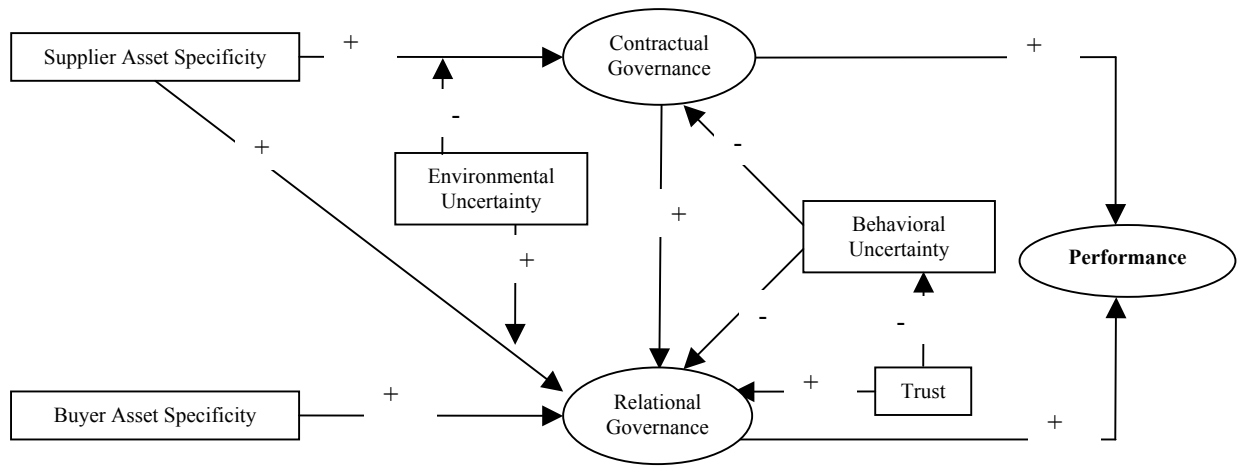 +
Contractual
Governance
+
Supplier Asset Specificity
-
+
-
Environmental
Uncertainty
+
Behavioral
Uncertainty
Performance
+
-
-
+
Trust
+
Buyer Asset Specificity
Relational
Governance
+